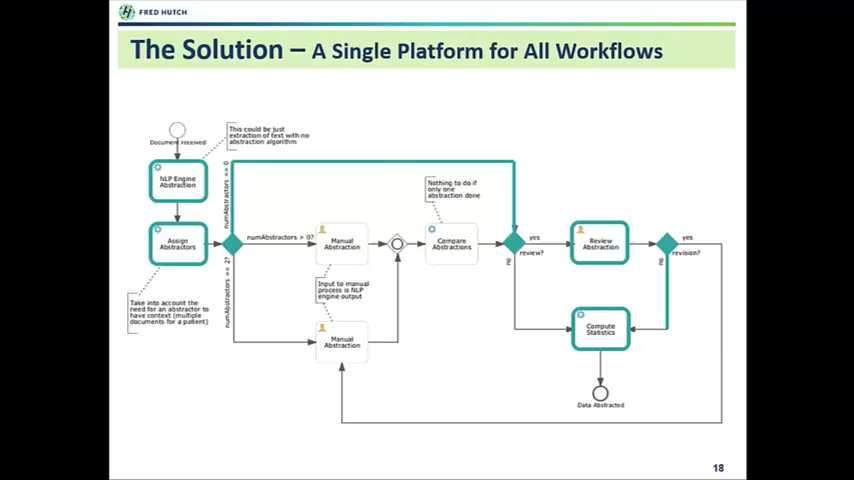 FRED HUTCH
The Solution – A Single Platform for All Workflows
Document received
This could be just
extraction of text with no
abstraction algorithm
NLP Engine
Abstraction
Assign
Abstractors
Take into account the
need for an abstractor to
have context (multiple
documents for a patient)
numAbstractors == 0
numAbstractors > 0?
numAbstractors == 2?
Manual
Abstraction
Input to manual
process is NLP
engine output
Manual
Abstraction
Nothing to do if
only one
abstraction done
Compare
Abstractions
yes
review?
no
Review
Abstraction
yes
revision?
no
Compute
Statistics
Data Abstracted
18